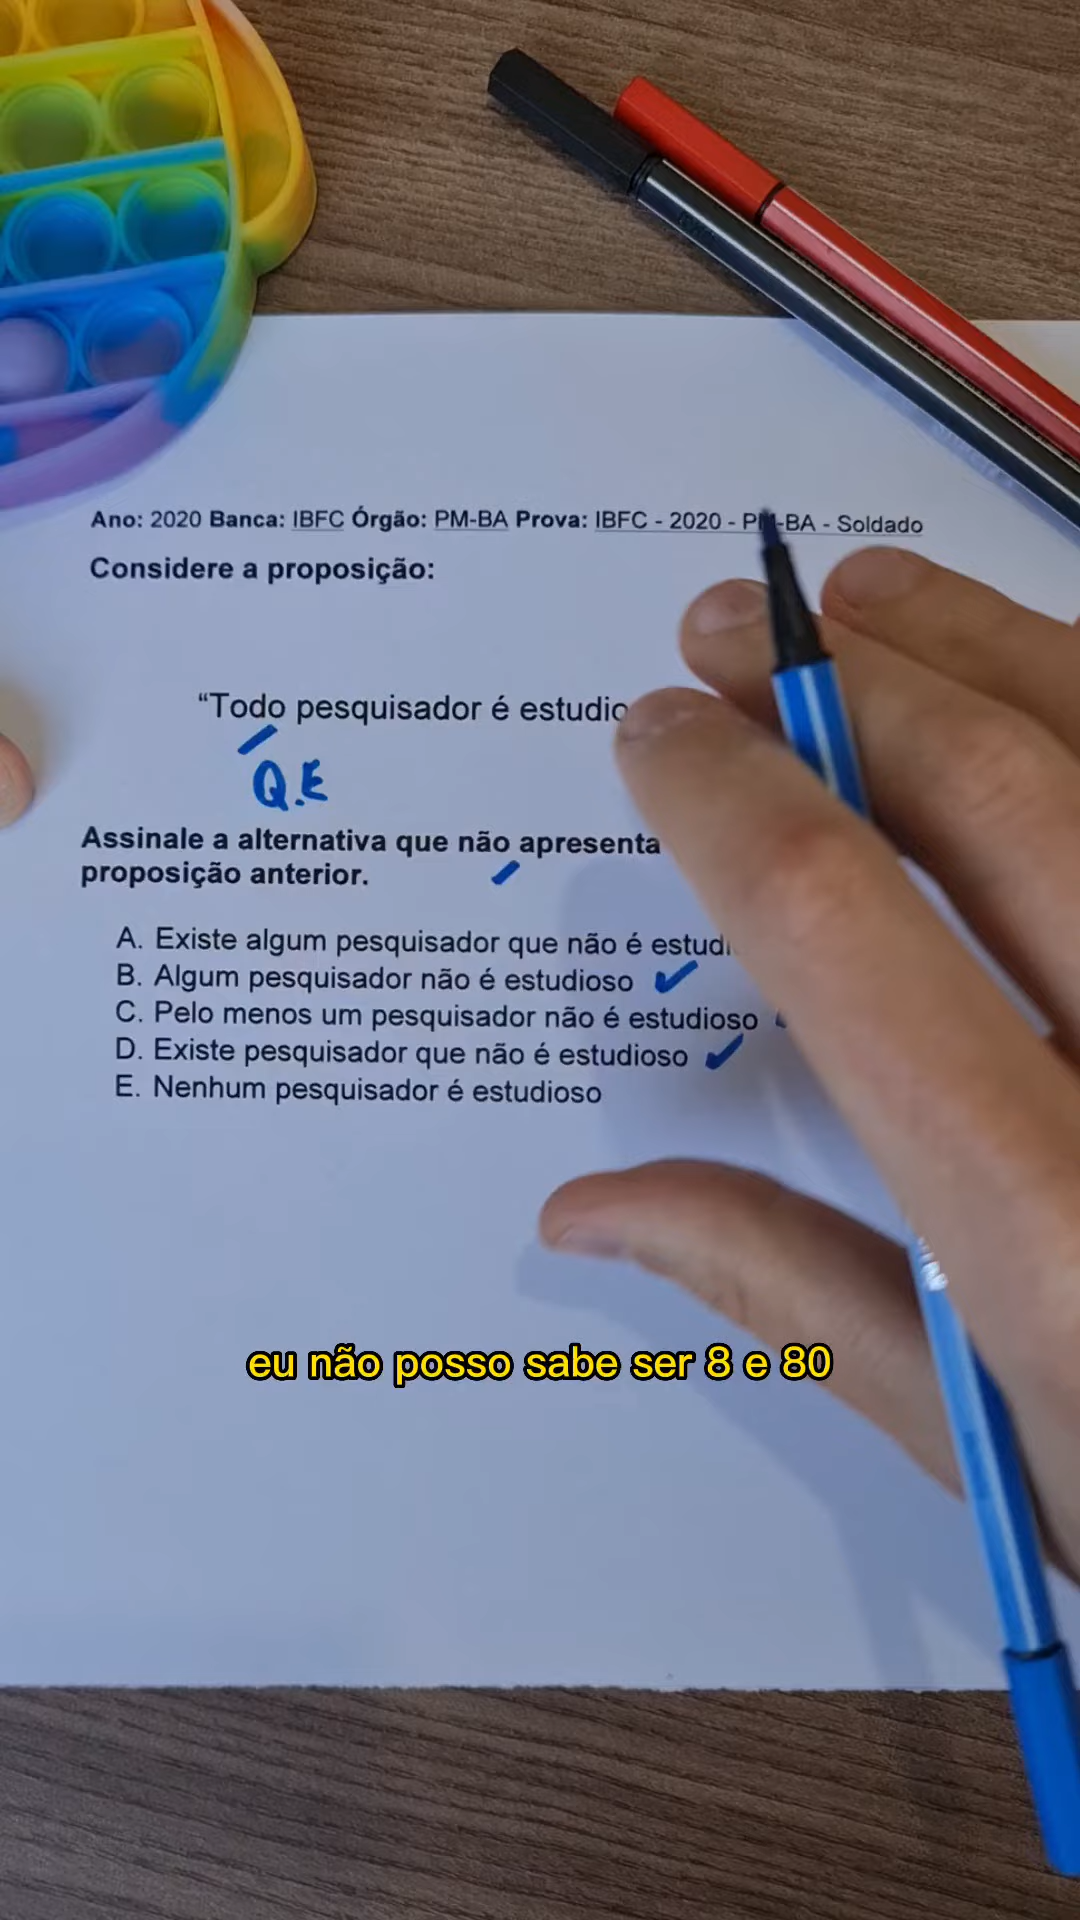 Ano: 2020 Banca: IBFC Órgão: PM-BA Prova: IBFC - 2020 - PM-BA - Soldado
Considere a proposição:
“Todo pesquisador é
Q.E
Assinale a alternativa que não apresenta
proposição anterior.
A. Existe algum pesquisador que não é
B. Algum pesquisador não é estudioso
C. Pelo menos um pesquisador não é estudioso
D. Existe pesquisador que não é estudioso
E. Nenhum pesquisador é estudioso
eu não posso sabe ser 8 e 80